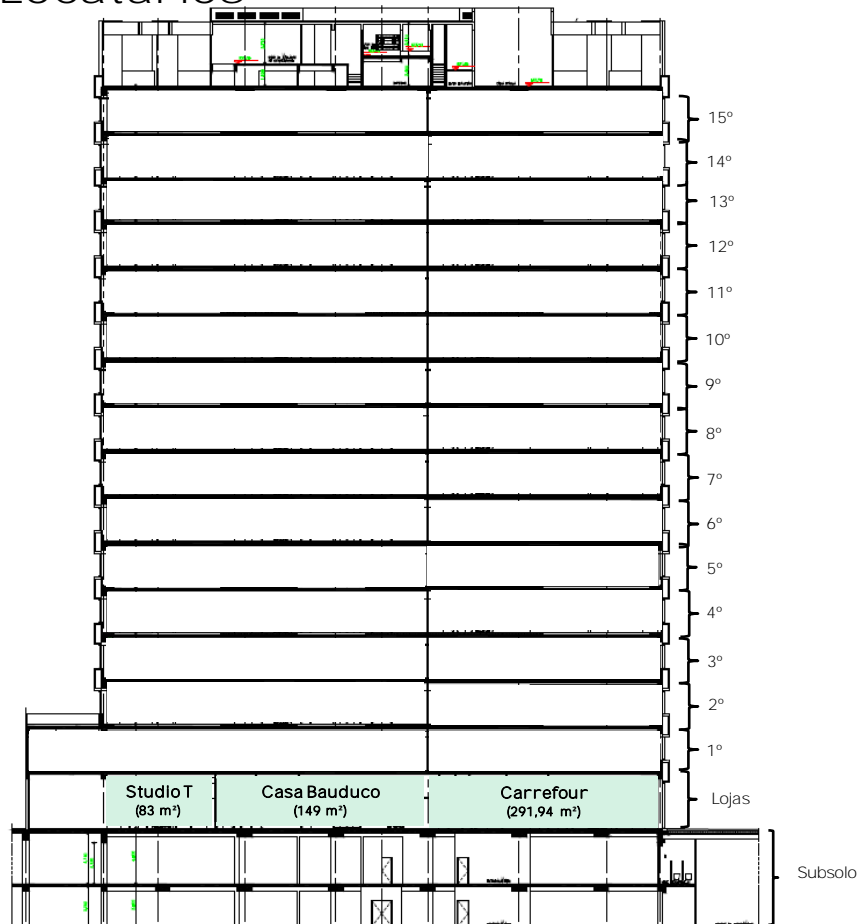 Locatários
15º
14º
13º
12º
11º
10º
9º
8º
7º
6º
5º
4º
3º
2º
1º
Studio T
(83 m²)
Casa Bauduco
(149 m²)
Carrefour
(291,94 m²)
Lojas
Subsolo